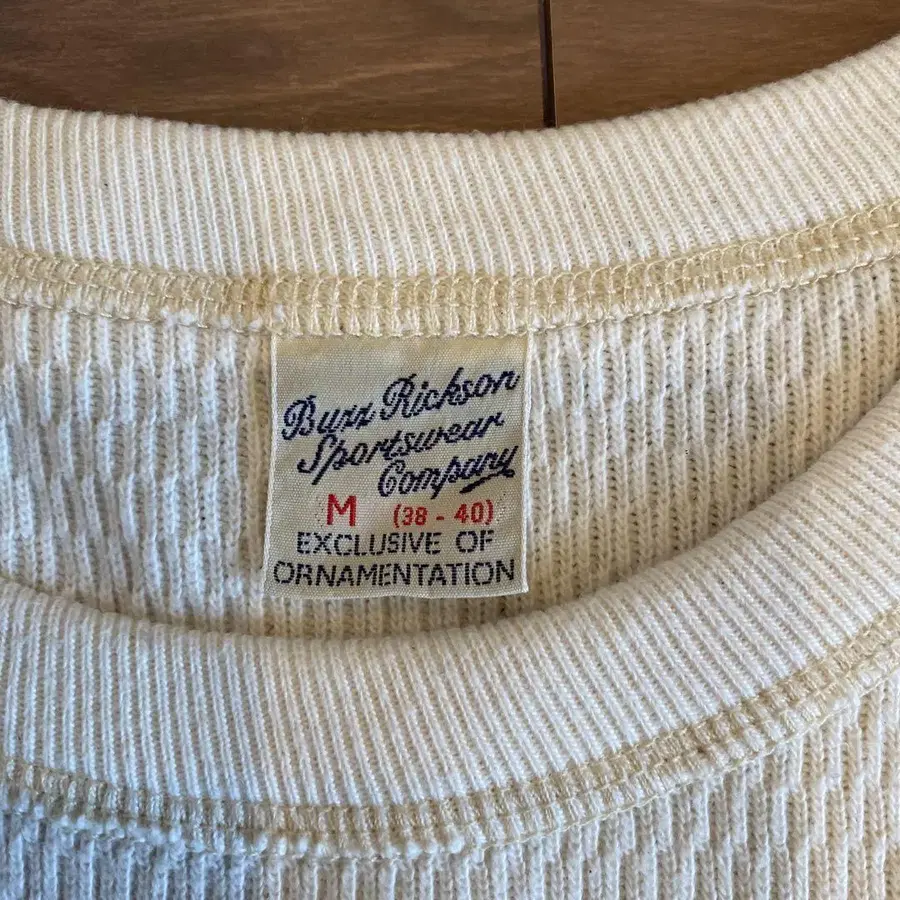 Buzz Rickson
Sportswear
Company
M (38 - 40)
EXCLUSIVE OF
ORNAMENTATION